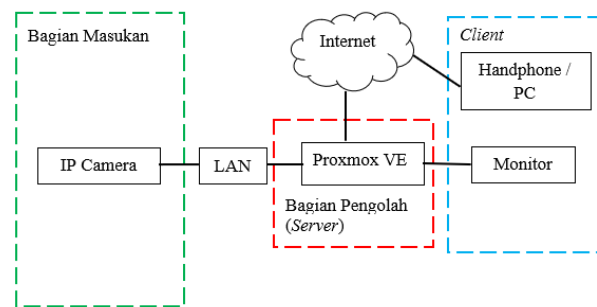 Bagian Masukan
Internet
Client
Handphone /
PC
IP Camera
LAN
Proxmox VE
Monitor
Bagian Pengolah
(Server)